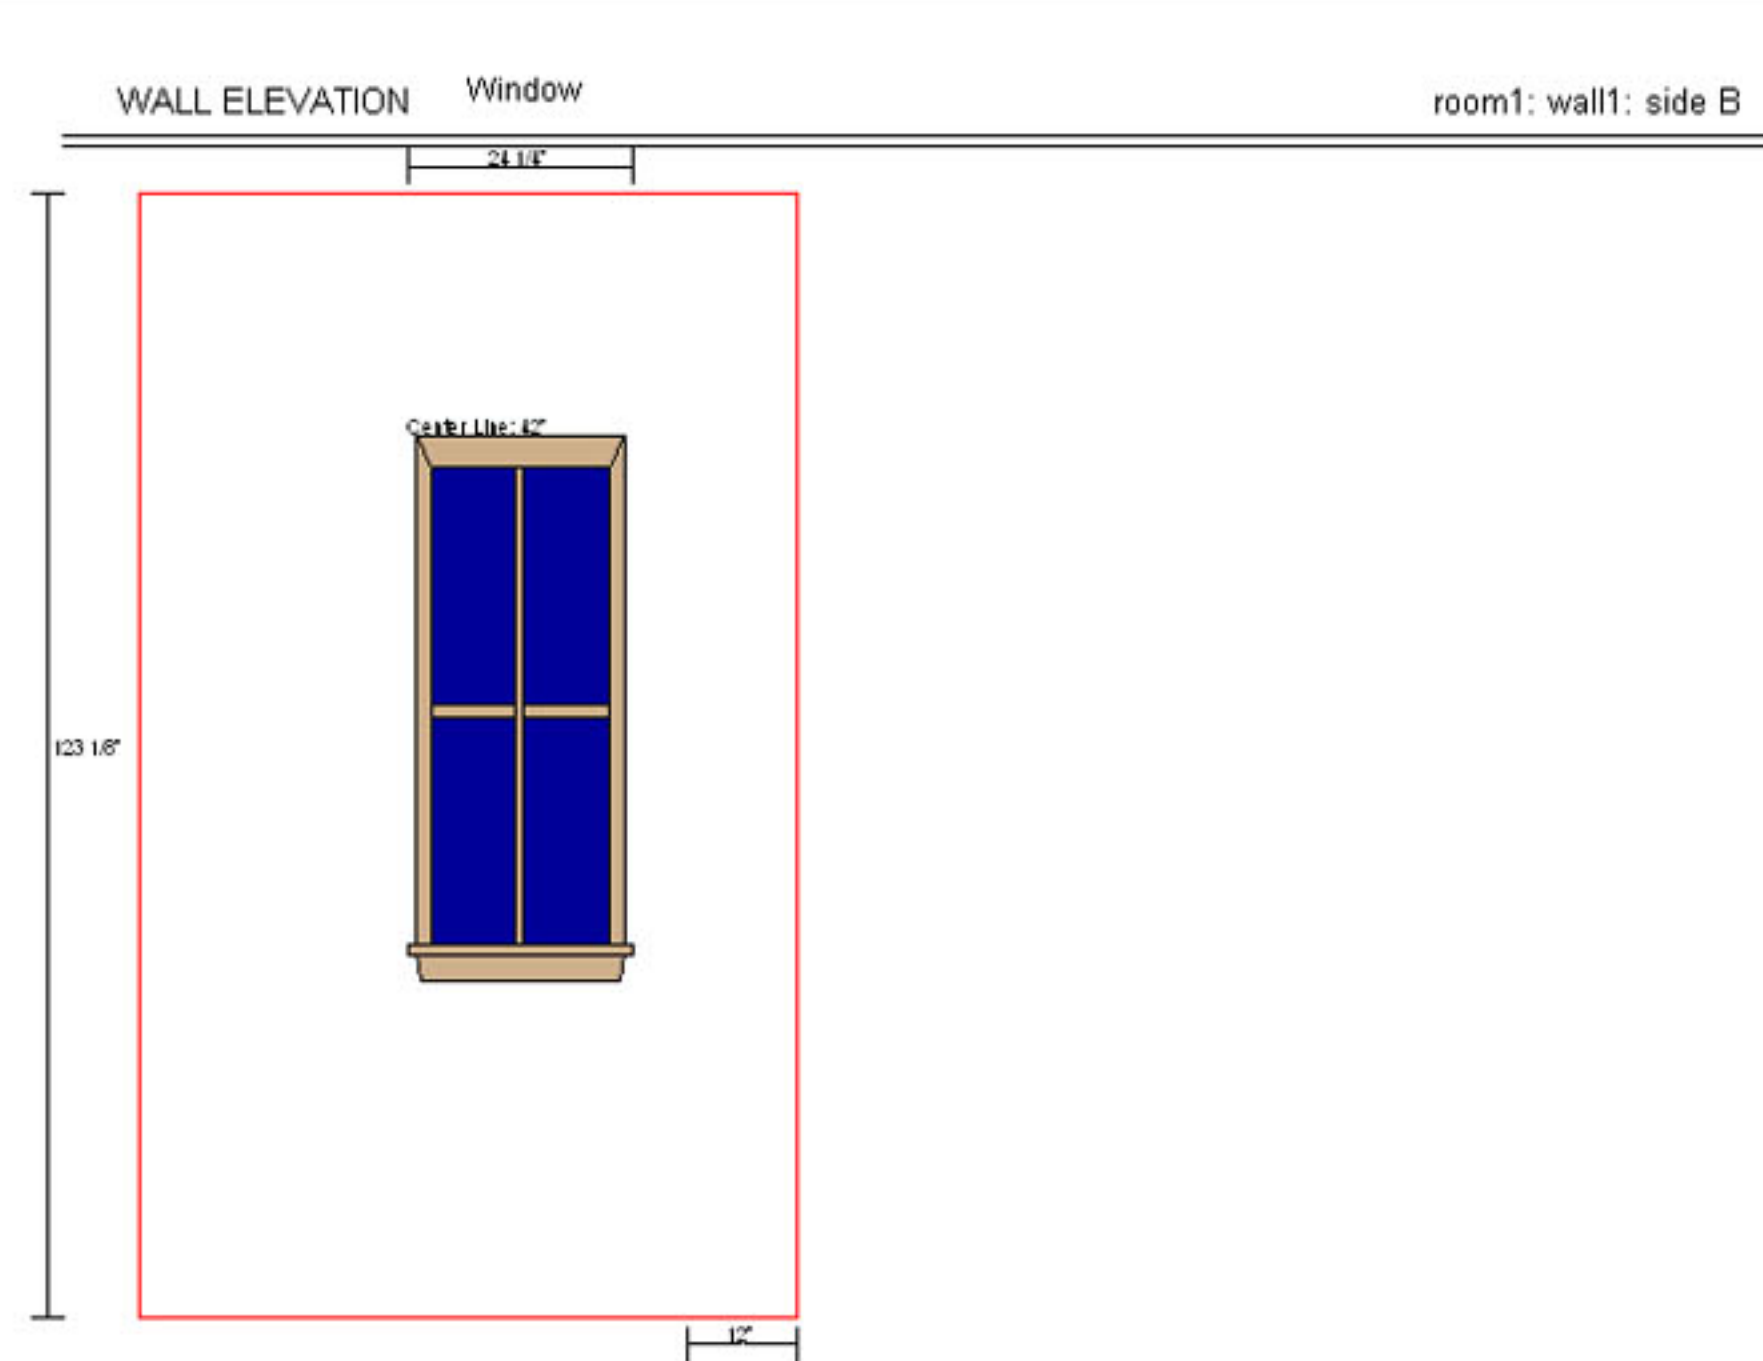 WALL ELEVATION Window room1: wall1: side B
24 1/4"
Center Line: 42"
123 1/8"
12"